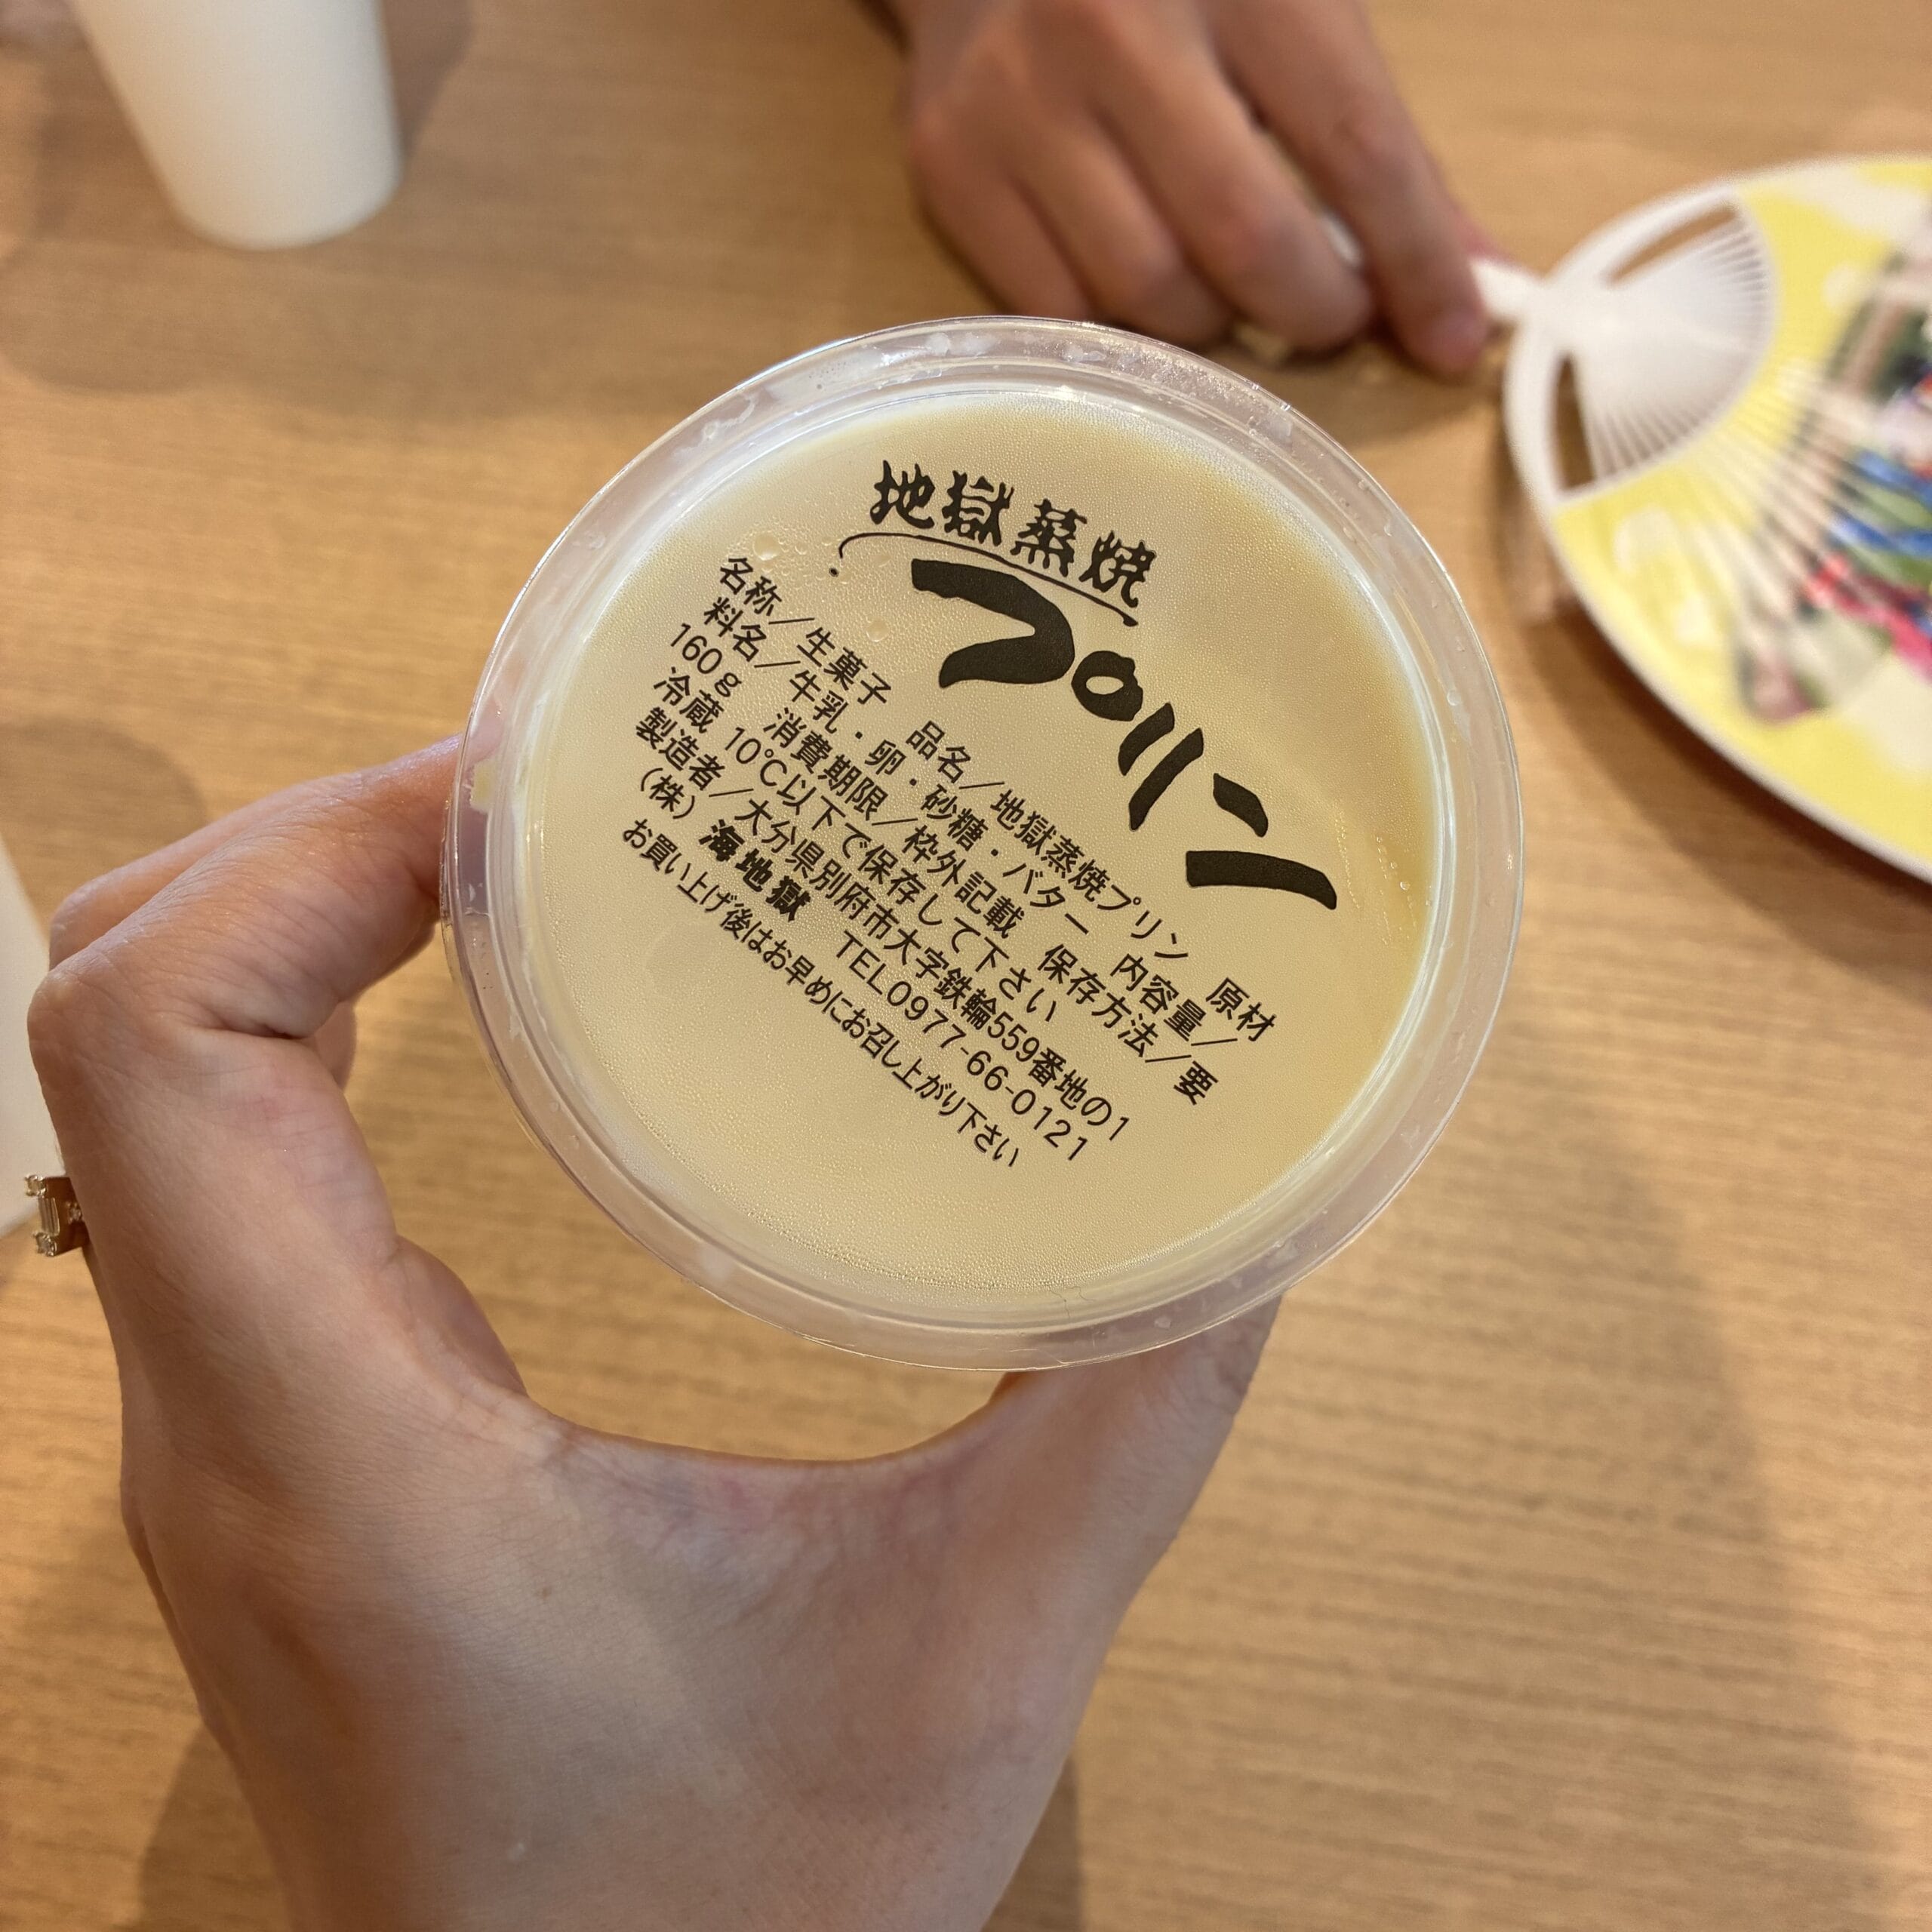 地獄蒸焼
プリン
名称／生菓子　品名／地獄蒸焼プリン　原材
料名／牛乳・卵・砂糖・バター　内容量／
160g　消費期限／枠外記載　保存方法／要
冷蔵 10℃以下で保存して下さい
製造者／大分県別府市大字鉄輪559番地の1
（株）海地獄　TEL0977-66-0121
お買い上げ後はお早めにお召し上がり下さい